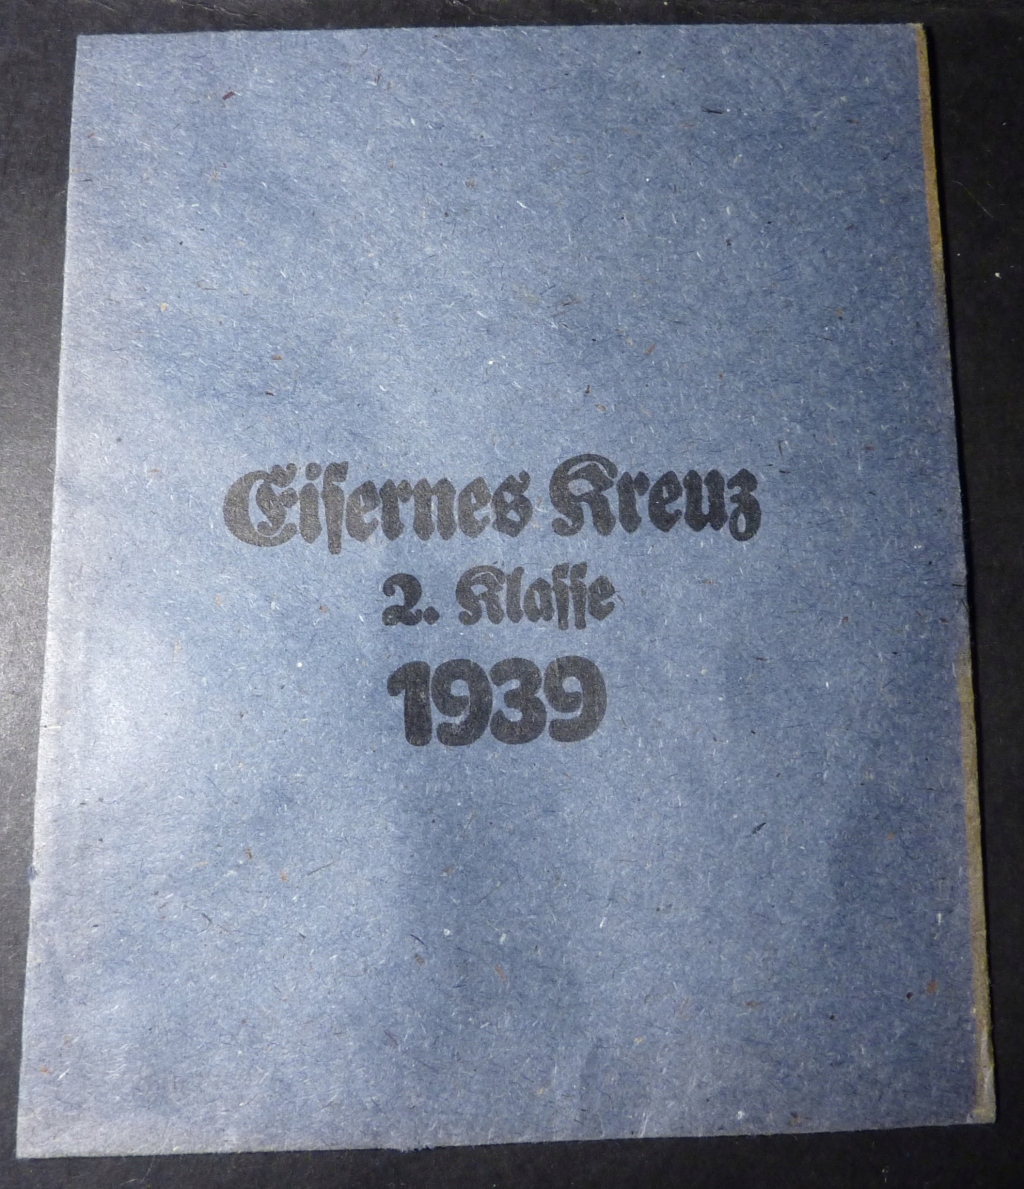 Eiſernes Kreuz
2. Klaſſe
1939